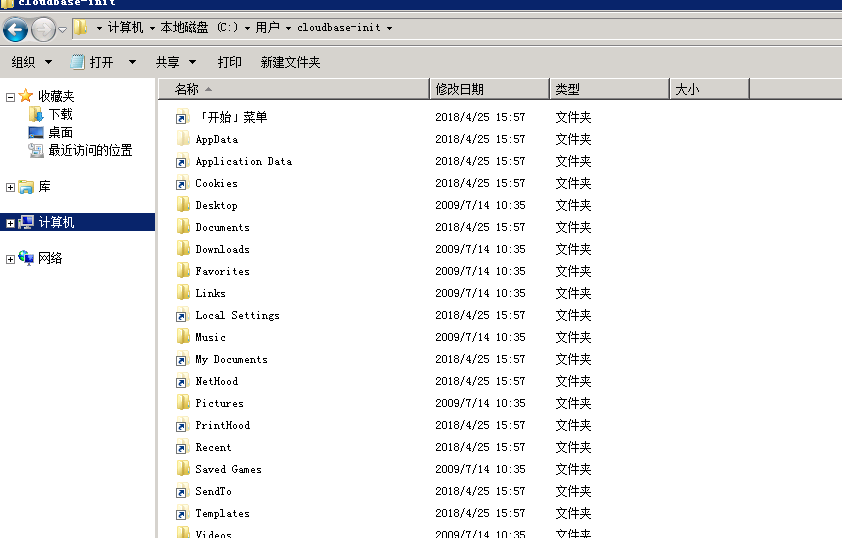 cloudbase-init
计算机 本地磁盘 (C:) 用户 cloudbase-init
组织 打开 共享 打印 新建文件夹
收藏夹
下载
桌面
最近访问的位置
库
计算机
网络
名称 修改日期 类型 大小
「开始」菜单 2018/4/25 15:57 文件夹
AppData 2018/4/25 15:57 文件夹
Application Data 2018/4/25 15:57 文件夹
Cookies 2018/4/25 15:57 文件夹
Desktop 2009/7/14 10:35 文件夹
Documents 2018/4/25 15:57 文件夹
Downloads 2009/7/14 10:35 文件夹
Favorites 2009/7/14 10:35 文件夹
Links 2009/7/14 10:35 文件夹
Local Settings 2018/4/25 15:57 文件夹
Music 2009/7/14 10:35 文件夹
My Documents 2018/4/25 15:57 文件夹
NetHood 2018/4/25 15:57 文件夹
Pictures 2009/7/14 10:35 文件夹
PrintHood 2018/4/25 15:57 文件夹
Recent 2018/4/25 15:57 文件夹
Saved Games 2009/7/14 10:35 文件夹
SendTo 2018/4/25 15:57 文件夹
Templates 2018/4/25 15:57 文件夹
Videos 2009/7/14 10:35 文件夹